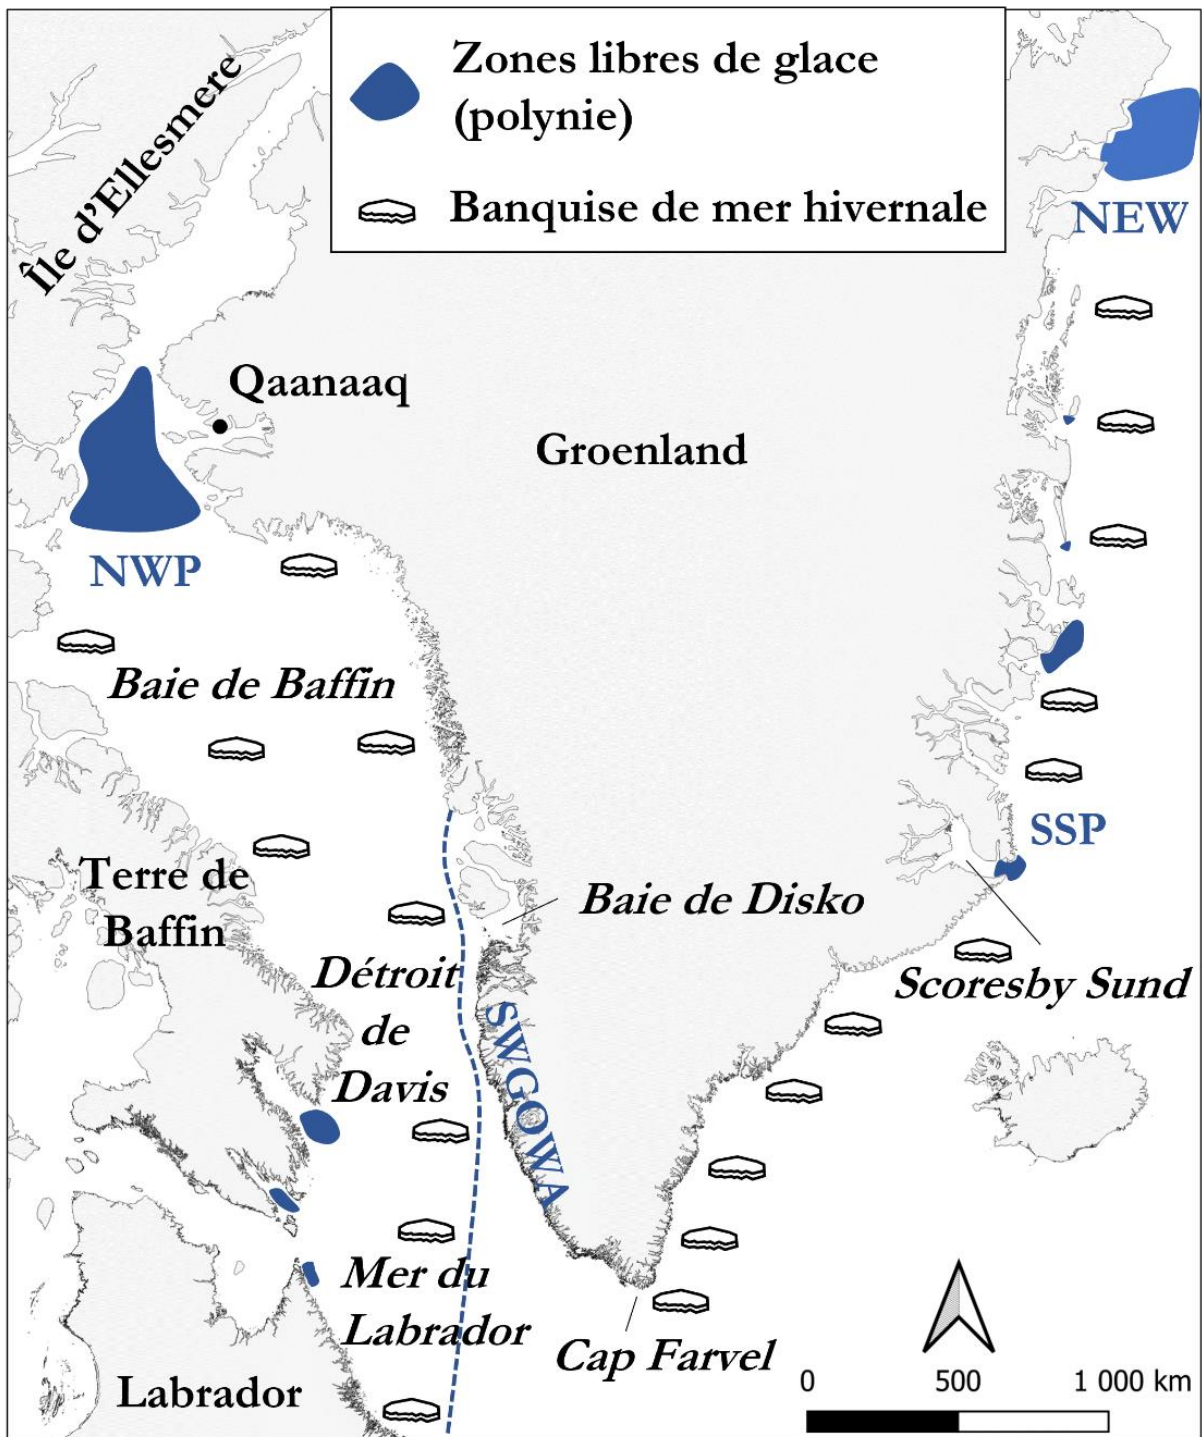 Zones libres de glace
(polynie)
Banquise de mer hivernale
Île d'Ellesmere
NEW
Qaanaaq
Groenland
NWP
Baie de Baffin
SSP
Terre de
Baffin
Baie de Disko
Détroit
de
Davis
Scoresby Sund
SWGOWA
Mer du
Labrador
Cap Farvel
Labrador
0 500 1 000 km